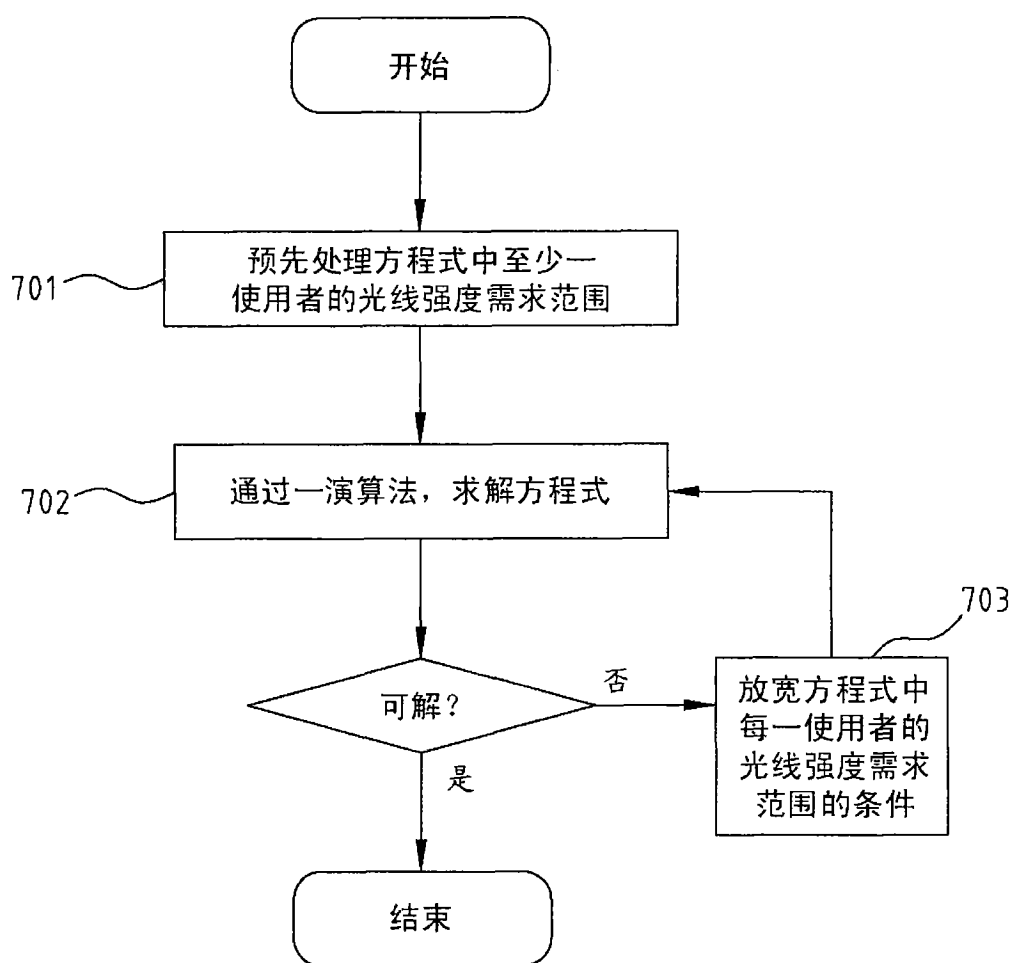 开始
701
预先处理方程式中至少一
使用者的光线强度需求范围
702
通过一演算法，求解方程式
703
可解？
否
放宽方程式中
每一使用者的
光线强度需求
范围的条件
是
结束